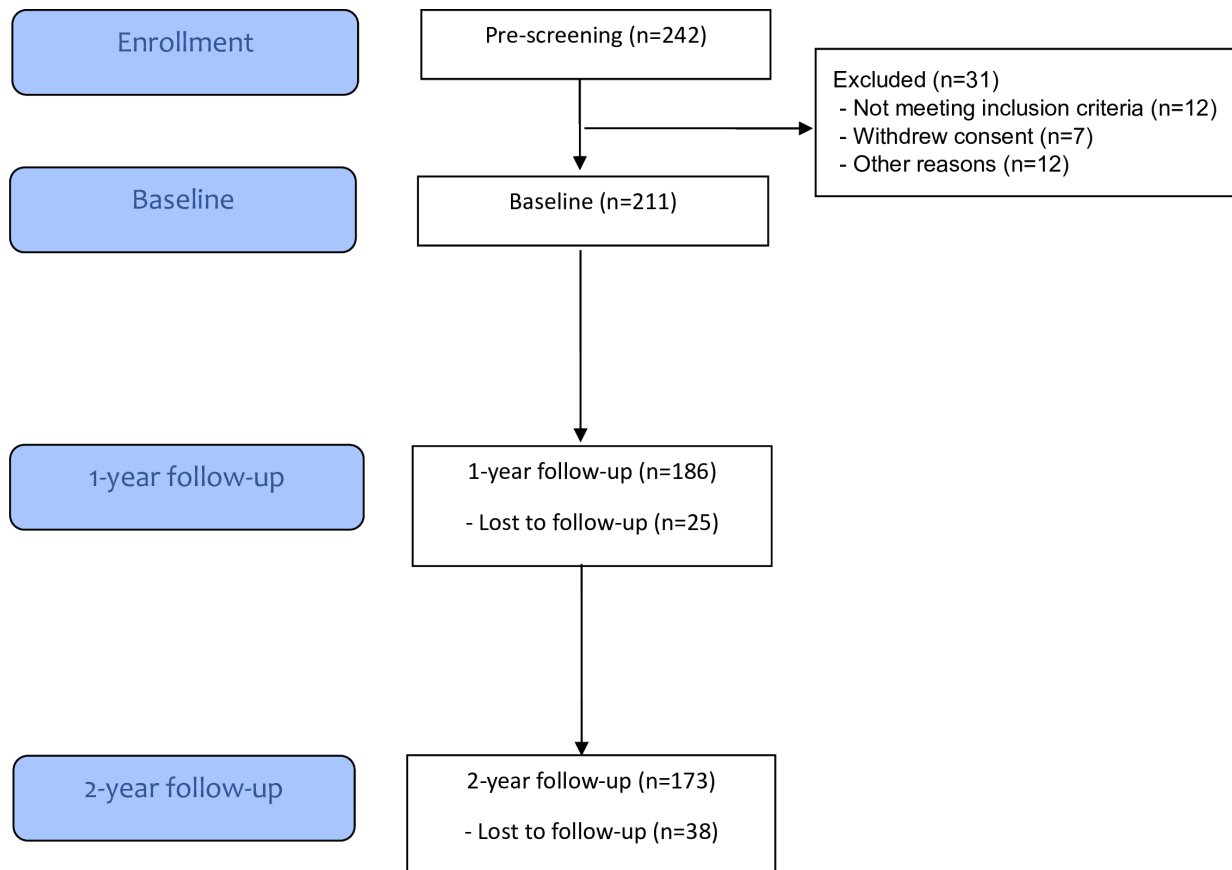 Enrollment
Pre-screening (n=242)
Excluded (n=31)
- Not meeting inclusion criteria (n=12)
- Withdrew consent (n=7)
- Other reasons (n=12)
Baseline
Baseline (n=211)
1-year follow-up
1-year follow-up (n=186)
- Lost to follow-up (n=25)
2-year follow-up
2-year follow-up (n=173)
- Lost to follow-up (n=38)